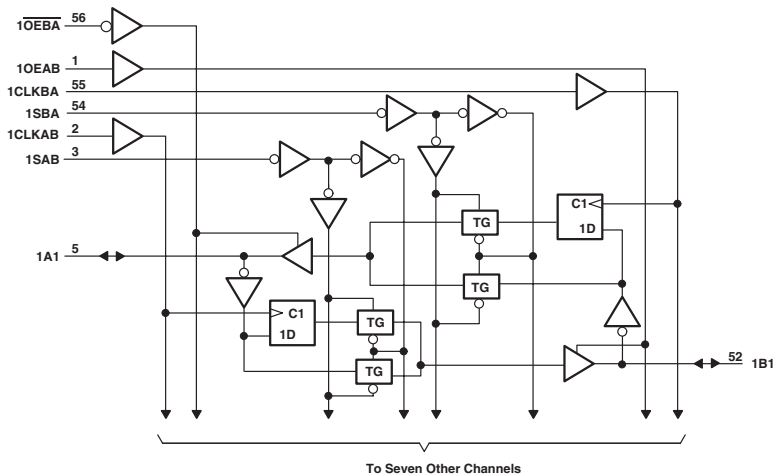 1O̅E̅B̅A̅ 56
1OEAB 1
1CLKBA 55
1SBA 54
1CLKAB 2
1SAB 3
TG C1
1D
1A1 5
TG
C1 TG
1D
TG 52 1B1
To Seven Other Channels